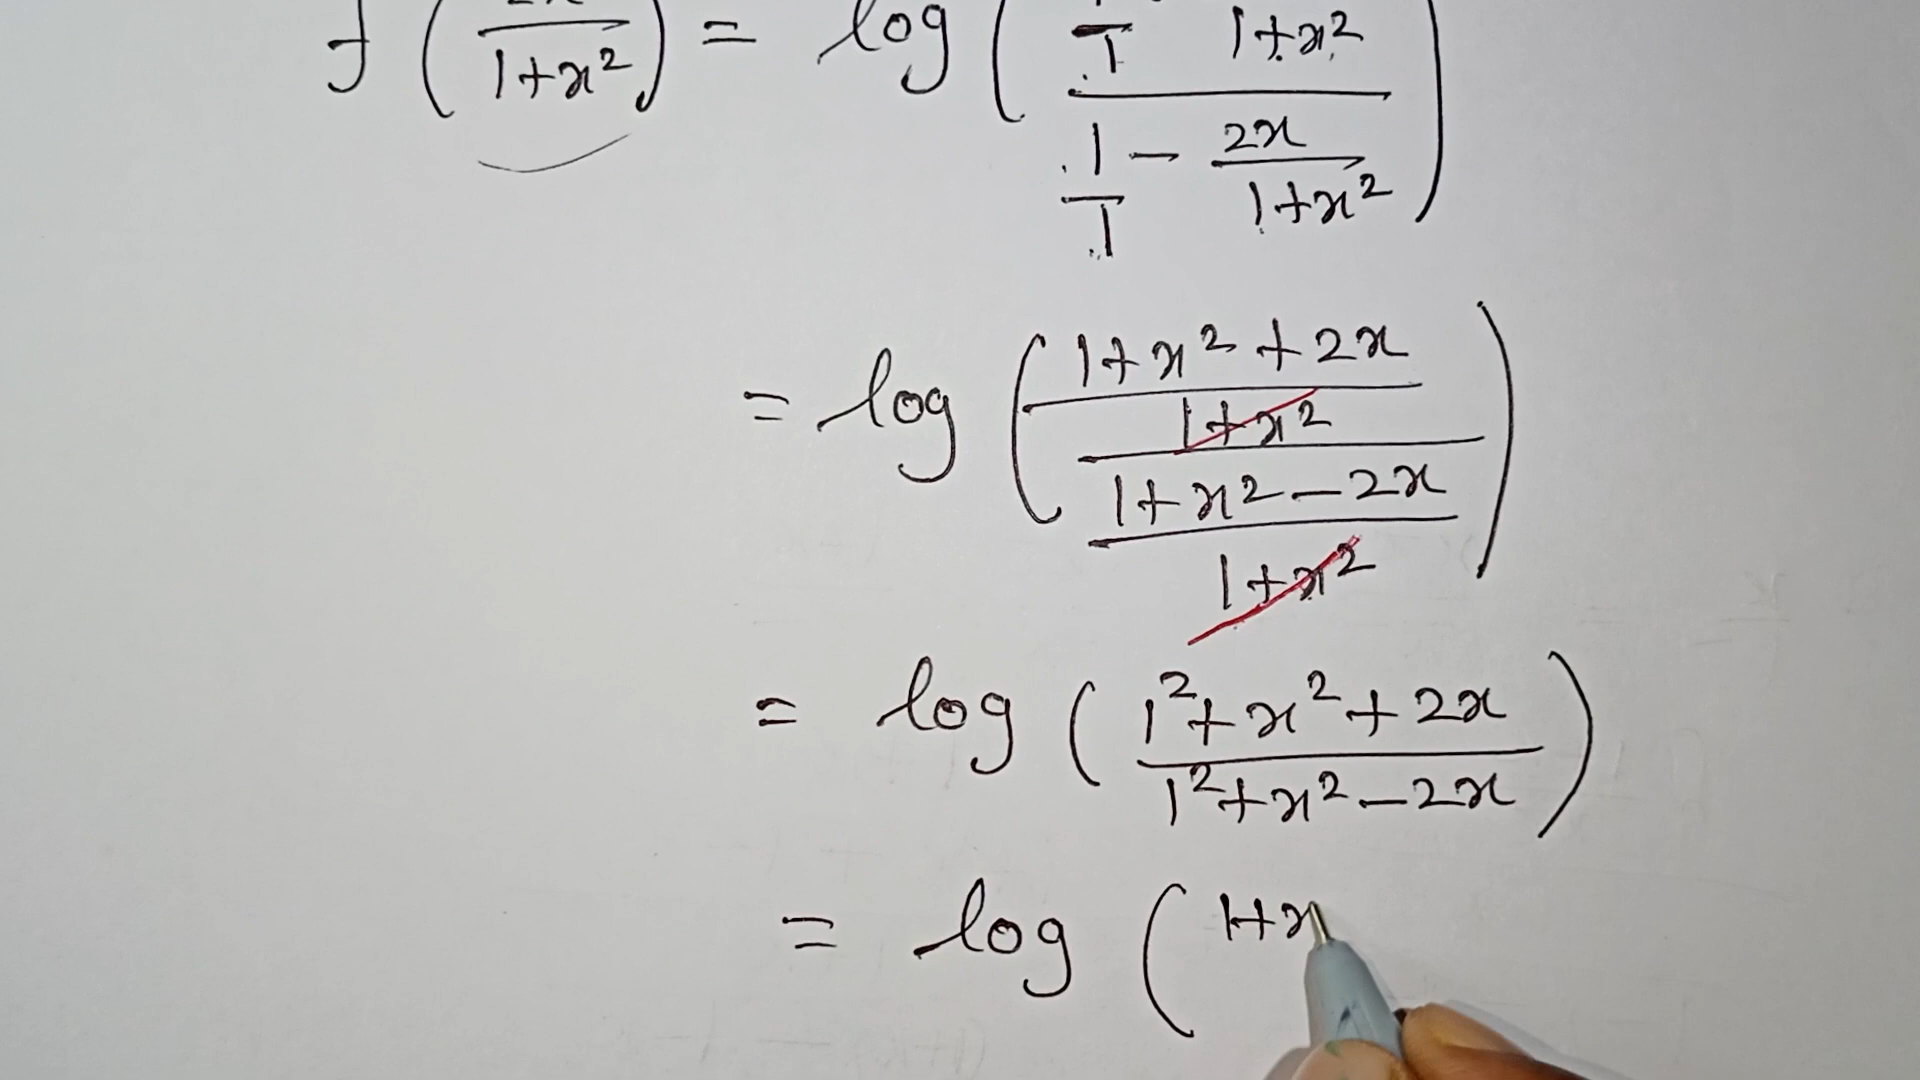 f(2x/(1+x²)) = log((1/1 + 2x/(1+x²))/(1/1 - 2x/(1+x²)))
= log(((1+x²+2x)/(1+x²))/((1+x²-2x)/(1+x²)))
= log((1²+x²+2x)/(1²+x²-2x))
= log(1+x